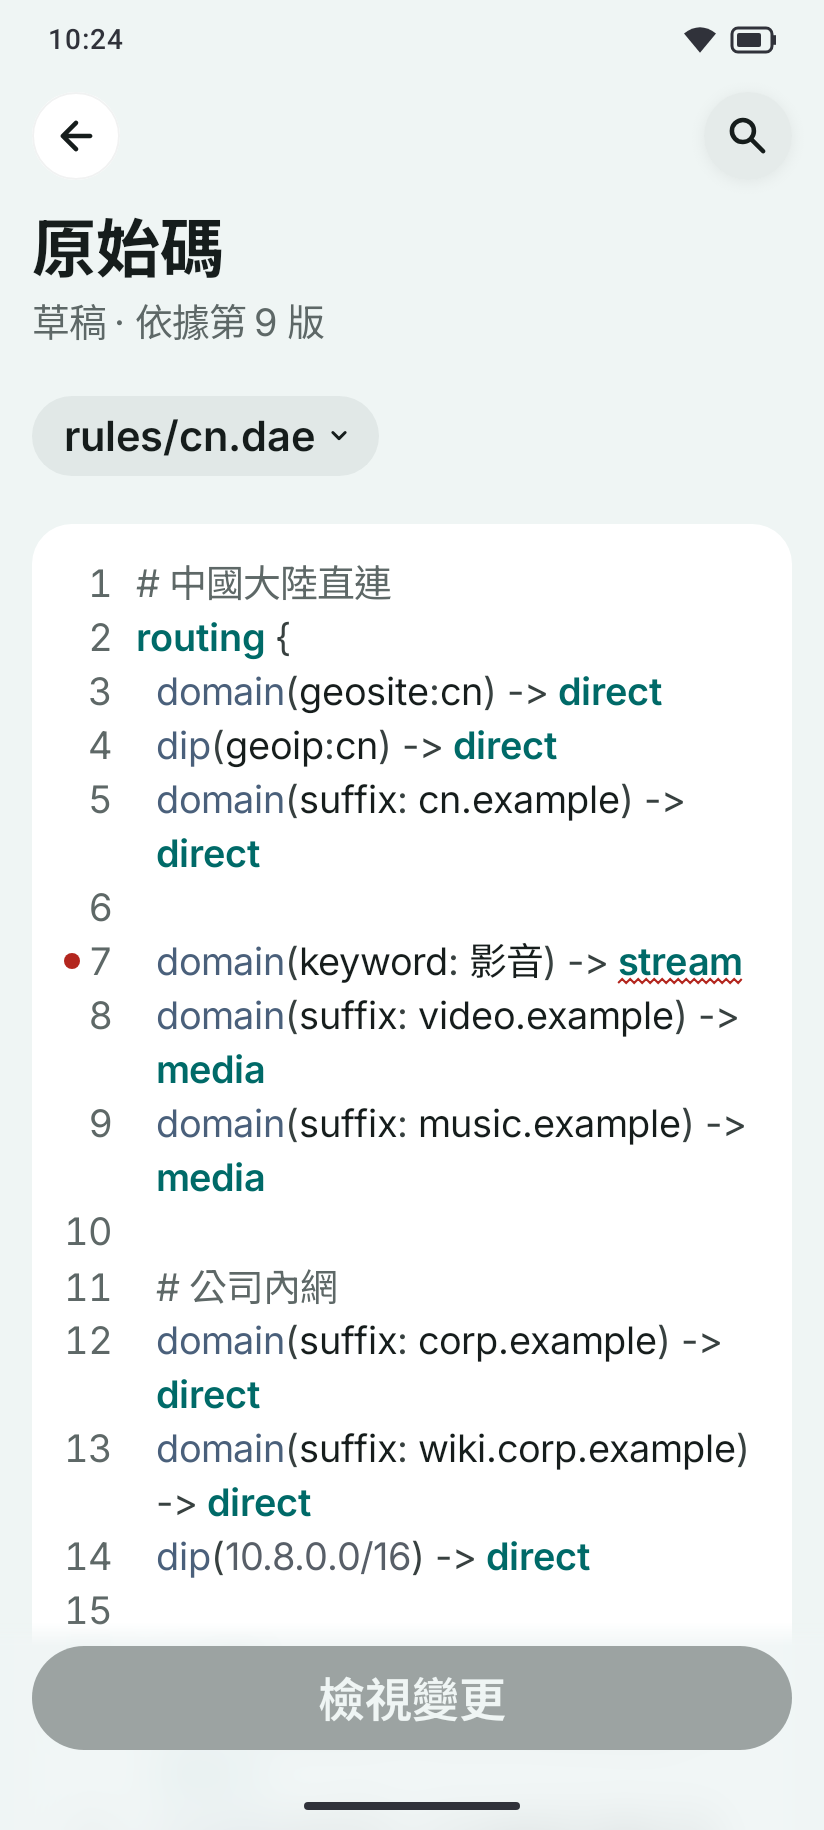 10:24
原始碼
草稿 · 依據第 9 版
rules/cn.dae
1 # 中國大陸直連
2 routing {
3 domain(geosite:cn) -> direct
4 dip(geoip:cn) -> direct
5 domain(suffix: cn.example) ->
direct
6
7 domain(keyword: 影音) -> stream
8 domain(suffix: video.example) ->
media
9 domain(suffix: music.example) ->
media
10
11 # 公司內網
12 domain(suffix: corp.example) ->
direct
13 domain(suffix: wiki.corp.example)
-> direct
14 dip(10.8.0.0/16) -> direct
15
檢視變更